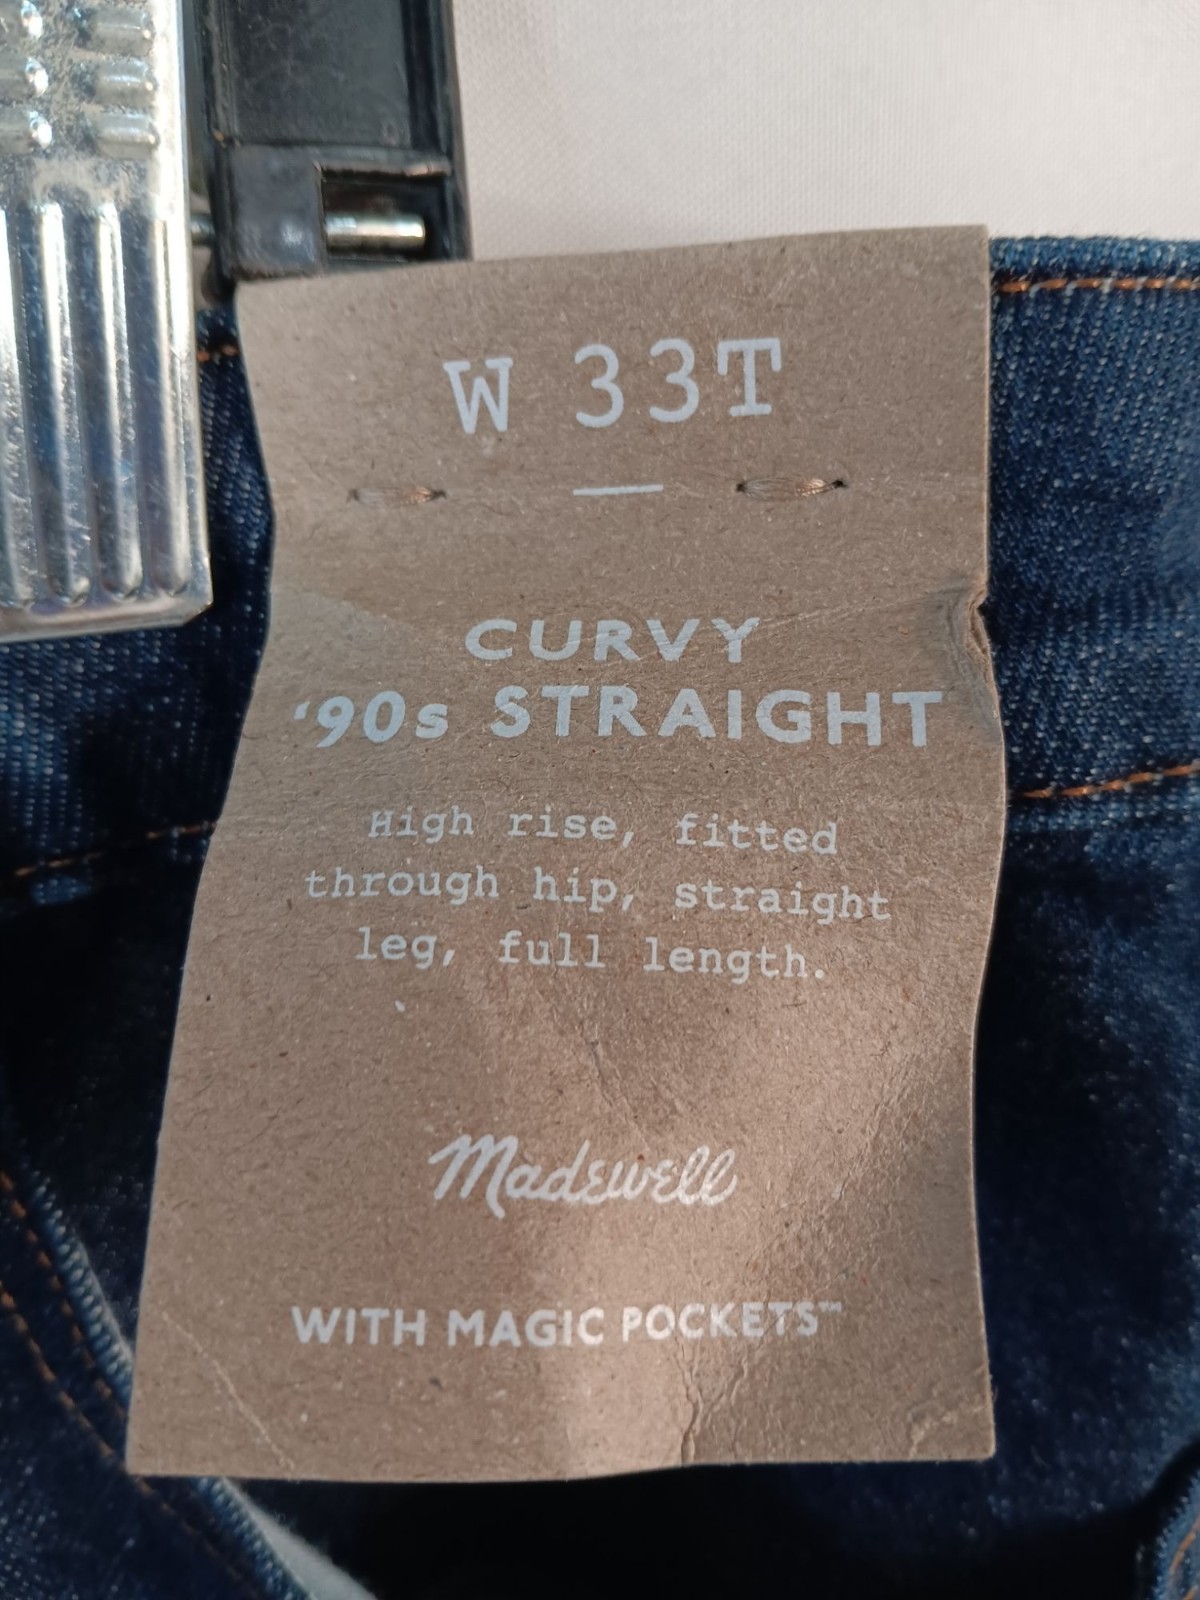 W 33T
CURVY
‘90s STRAIGHT
High rise, fitted
through hip, straight
leg, full length.
Madewell
WITH MAGIC POCKETS™